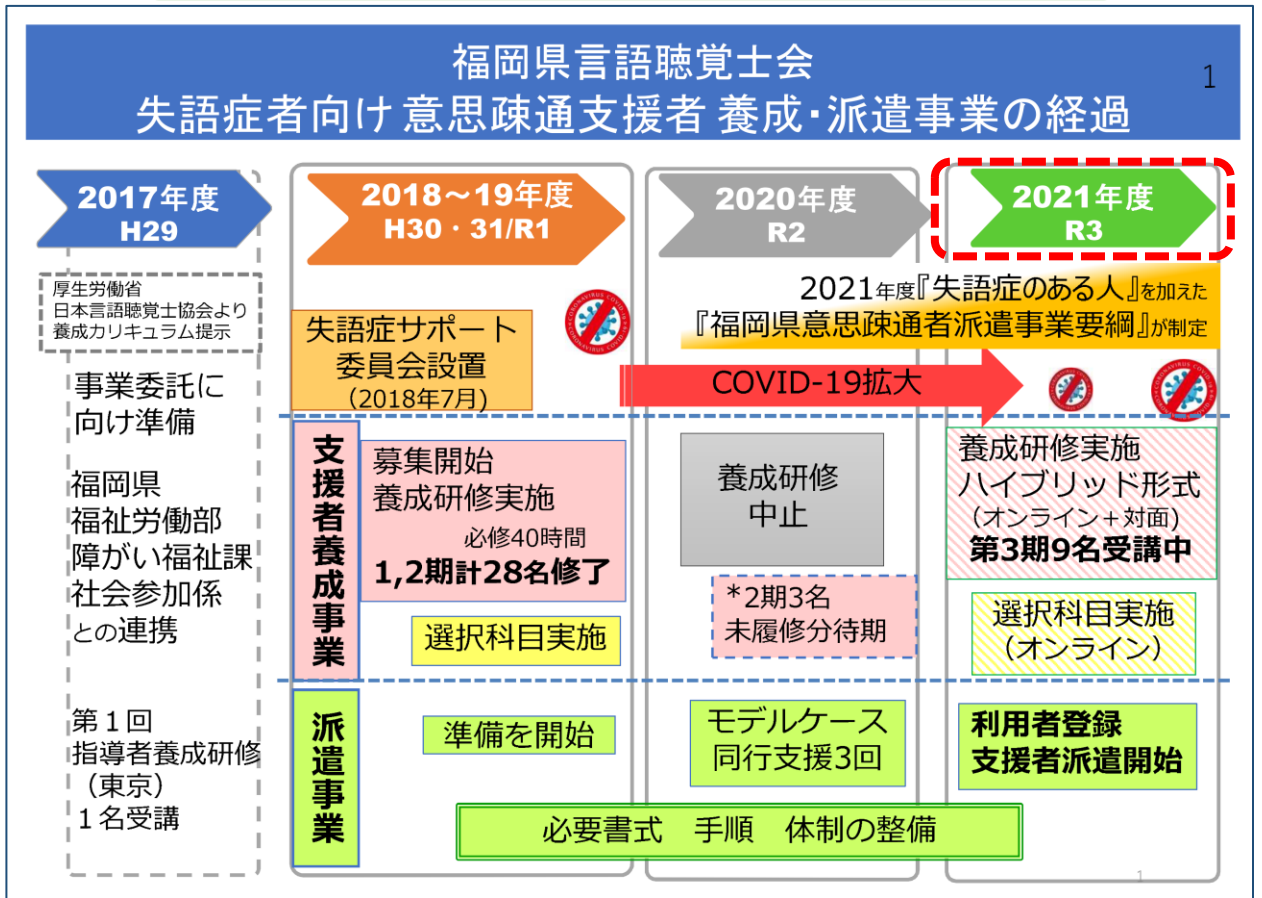 福岡県言語聴覚士会
失語症者向け 意思疎通支援者 養成・派遣事業の経過
1
2017年度
H29
厚生労働省
日本言語聴覚士協会より
養成カリキュラム提示
事業委託に
向け準備
福岡県
福祉労働部
障がい福祉課
社会参加係
との連携
第１回
指導者養成研修
（東京）
１名受講
2018～19年度
H30・31/R1
失語症サポート
委員会設置
(2018年7月)
支援者養成事業
募集開始
養成研修実施
必修40時間
1,2期計28名修了
選択科目実施
派遣事業
準備を開始
2020年度
R2
COVID-19拡大
養成研修
中止
*2期3名
未履修分待期
モデルケース
同行支援3回
必要書式　手順　体制の整備
2021年度
R3
2021年度『失語症のある人』を加えた
『福岡県意思疎通者派遣事業要綱』が制定
養成研修実施
ハイブリッド形式
(オンライン＋対面)
第3期9名受講中
選択科目実施
（オンライン）
利用者登録
支援者派遣開始
1